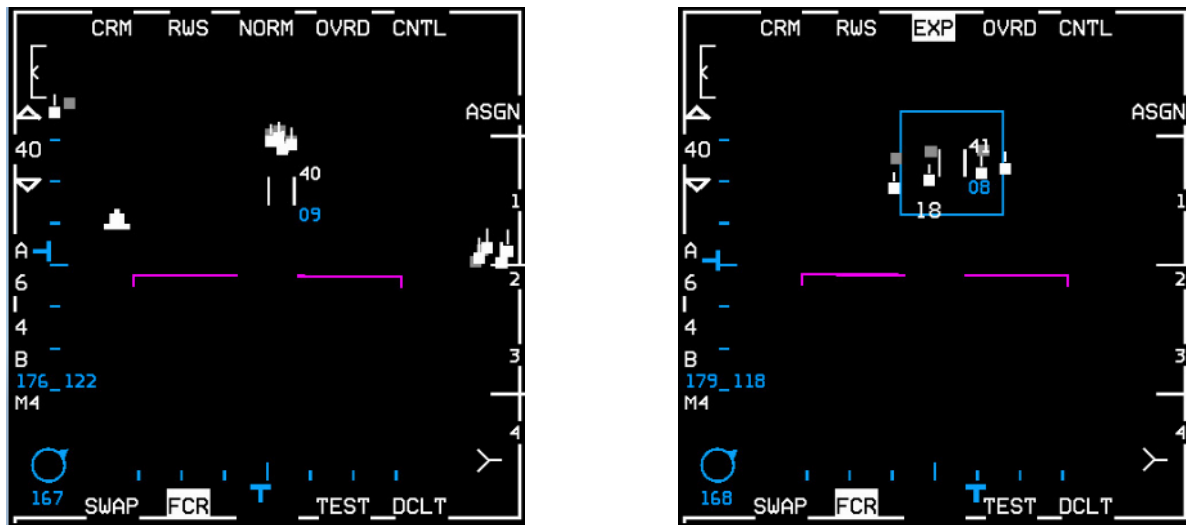 CRM RWS NORM OVRD CNTL
ASGN
40
40
1
09
A
6
2
4
B
3
176_122
M4
4
167
SWAP FCR TEST DCLT
CRM RWS EXP OVRD CNTL
ASGN
40
41
08
1
18
A
6
2
4
B
3
179_118
M4
4
168
SWAP FCR TEST DCLT